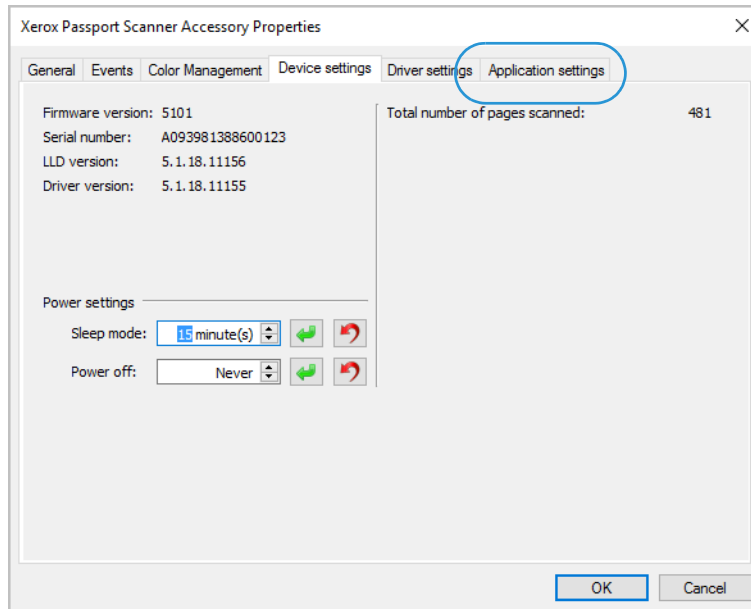 Xerox Passport Scanner Accessory Properties
General Events Color Management Device settings Driver settings Application settings
Firmware version: 5101
Serial number: A093981388600123
LLD version: 5.1.18.11156
Driver version: 5.1.18.11155
Total number of pages scanned: 481
Power settings
Sleep mode: 15 minute(s)
Power off: Never
OK Cancel